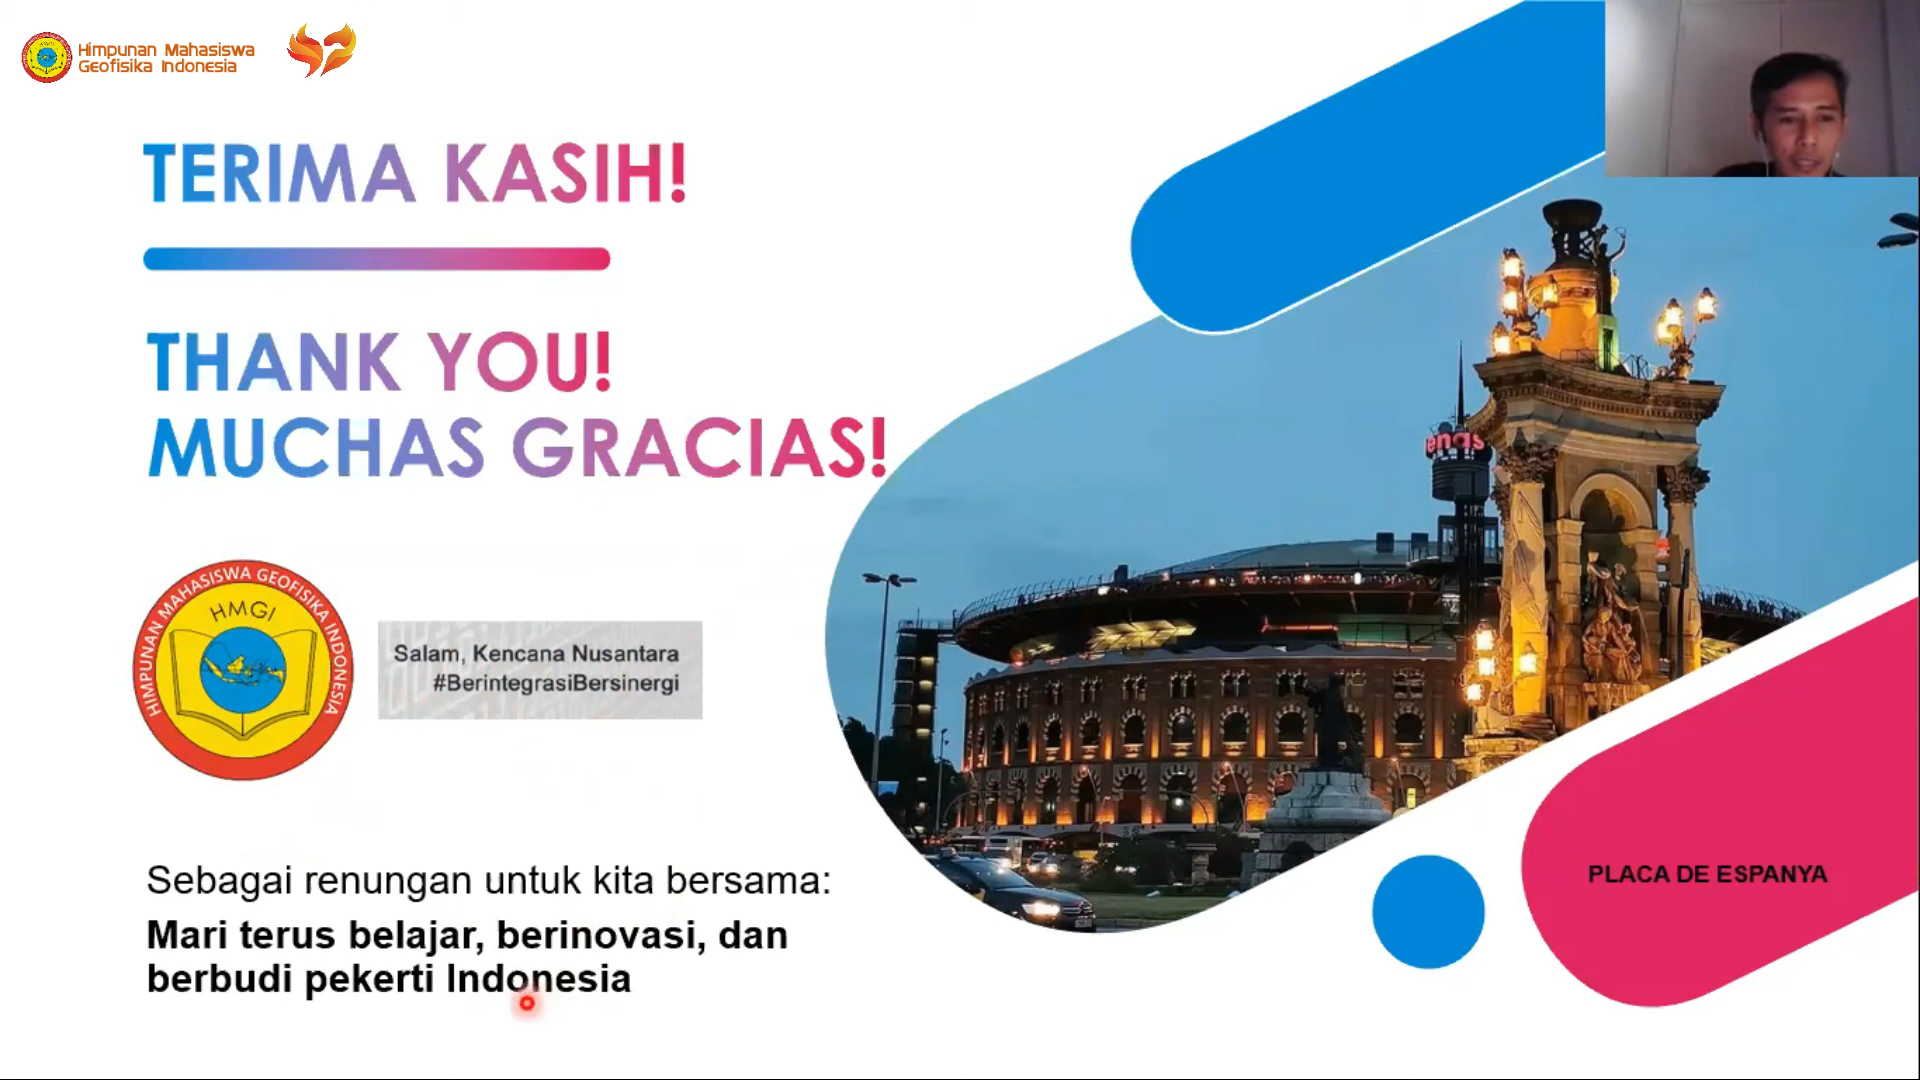 Himpunan Mahasiswa
Geofisika Indonesia
TERIMA KASIH!
THANK YOU!
MUCHAS GRACIAS!
enas
HIMPUNAN MAHASISWA GEOFISIKA INDONESIA
HMGI
Salam, Kencana Nusantara
#BerintegrasiBersinergi
Sebagai renungan untuk kita bersama:
Mari terus belajar, berinovasi, dan
berbudi pekerti Indonesia
PLACA DE ESPANYA